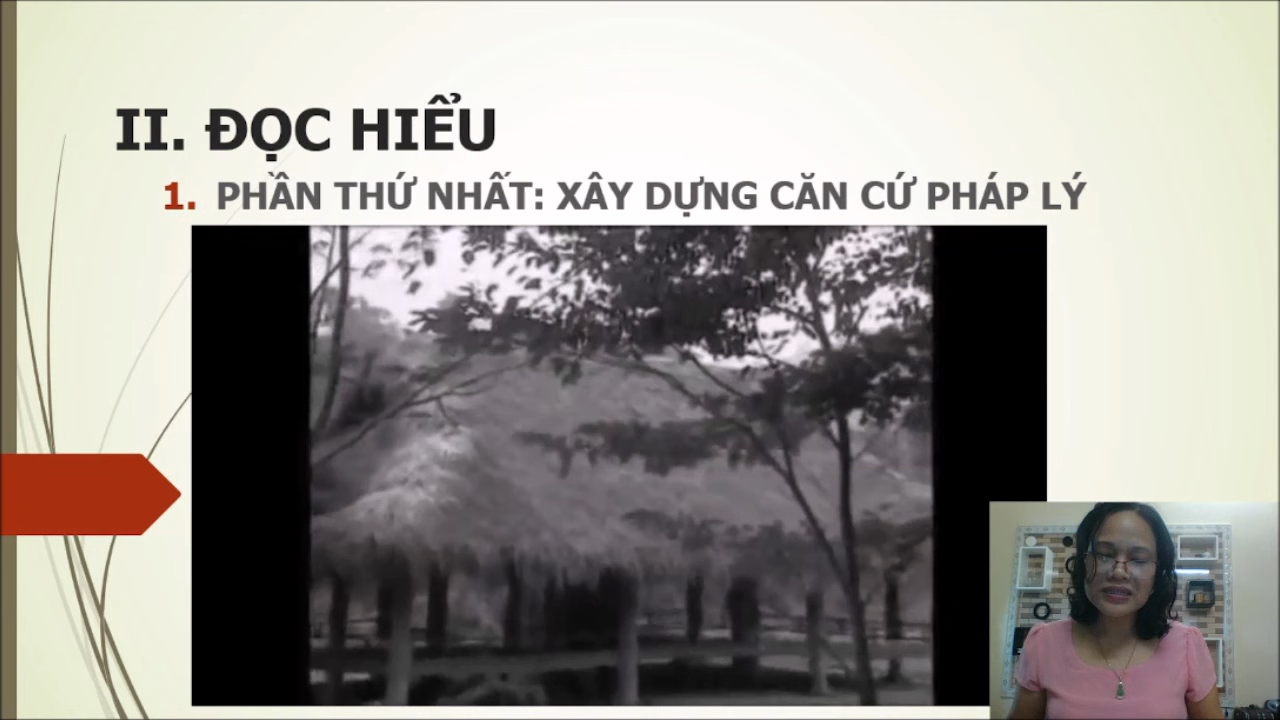 II. ĐỌC HIỂU
1. PHẦN THỨ NHẤT: XÂY DỰNG CĂN CỨ PHÁP LÝ